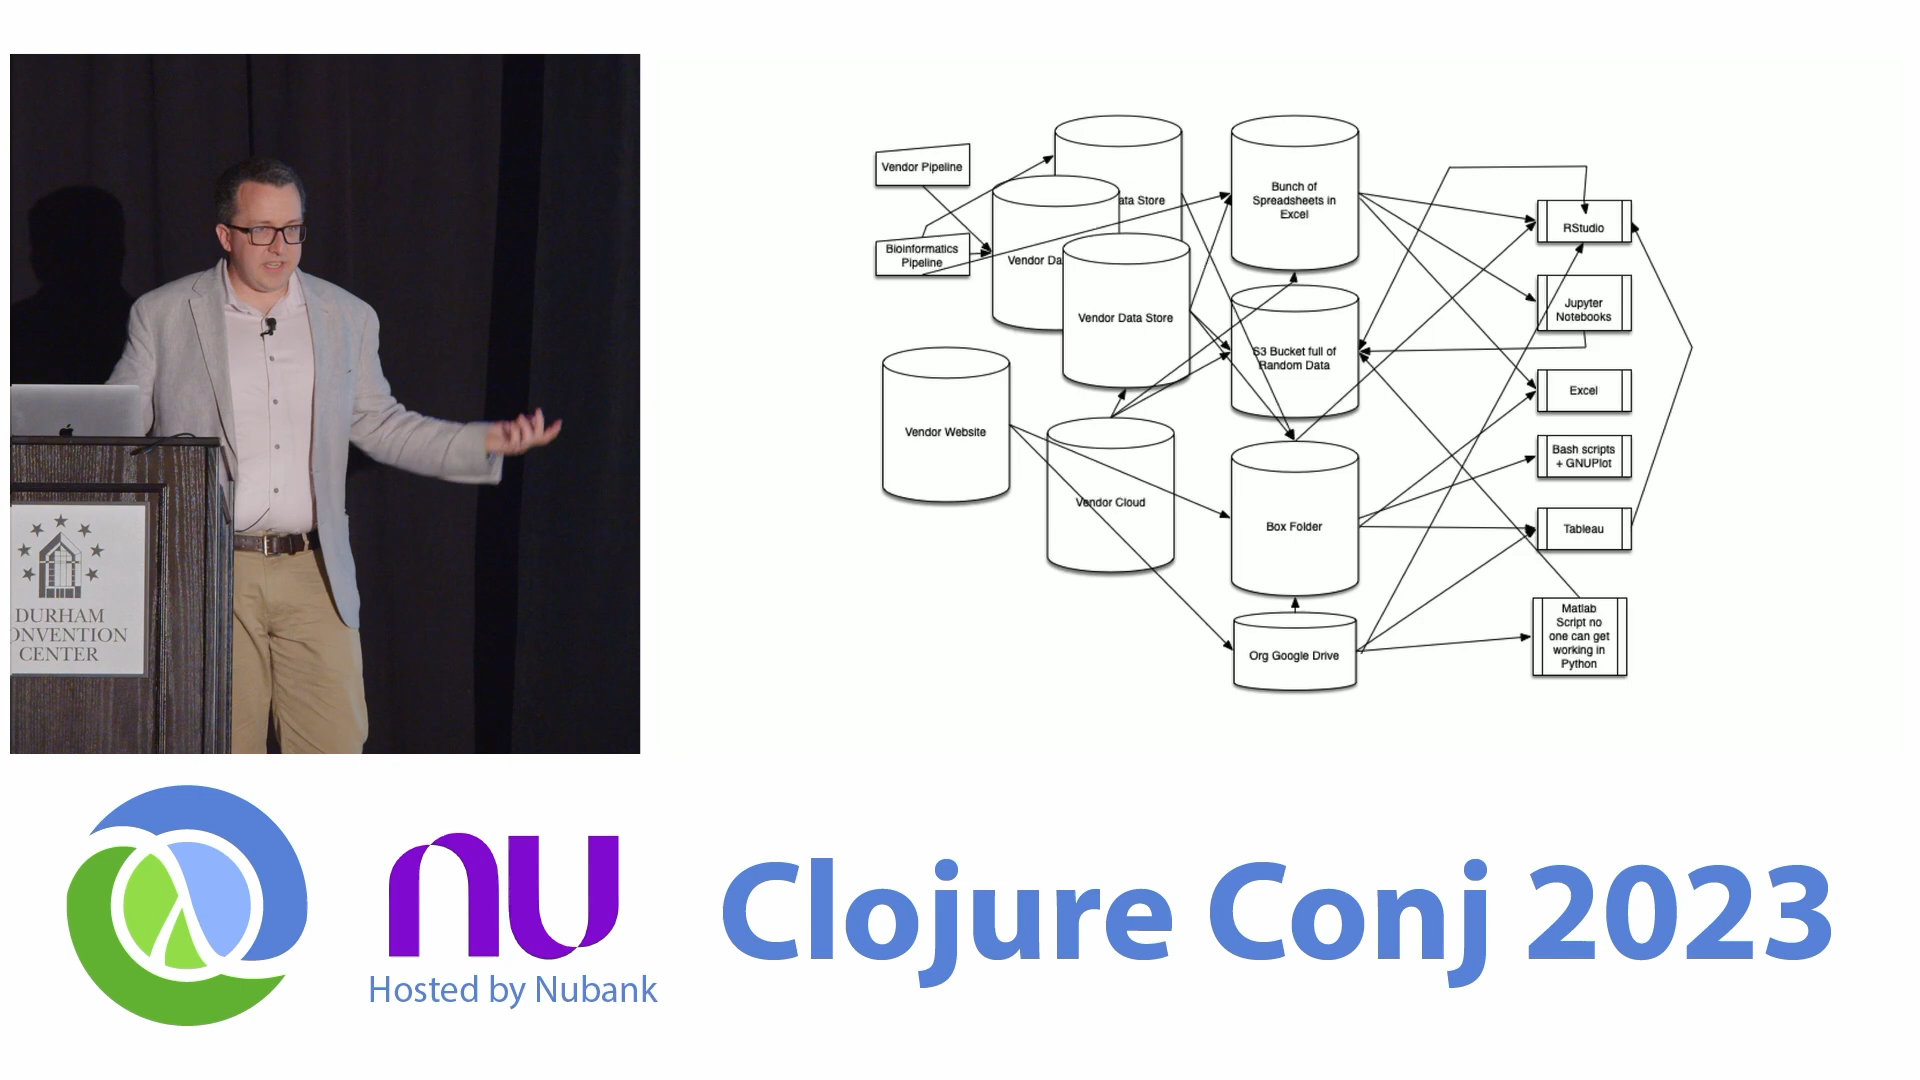 Vendor Pipeline
Bioinformatics
Pipeline
ata Store
Vendor Da
Vendor Data Store
Vendor Website
Vendor Cloud
Bunch of
Spreadsheets in
Excel
S3 Bucket full of
Random Data
Box Folder
Org Google Drive
RStudio
Jupyter
Notebooks
Excel
Bash scripts
+ GNUPlot
Tableau
Matlab
Script no
one can get
working in
Python
DURHAM
ONVENTION
CENTER
nu
Hosted by Nubank
Clojure Conj 2023